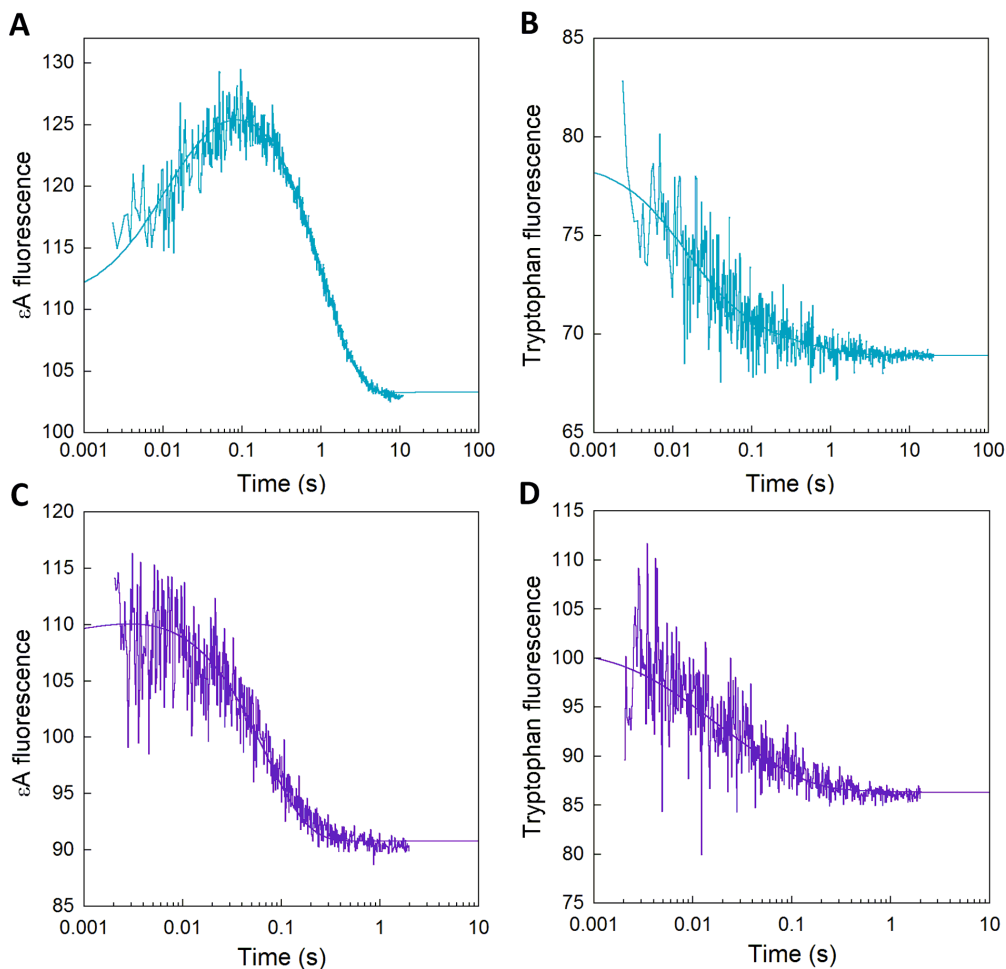 A
εA fluorescence
130
125
120
115
110
105
100
0.001 0.01 0.1 1 10 100
Time (s)
B
Tryptophan fluorescence
85
80
75
70
65
0.001 0.01 0.1 1 10 100
Time (s)
C
εA fluorescence
120
115
110
105
100
95
90
85
0.001 0.01 0.1 1 10
Time (s)
D
Tryptophan fluorescence
115
110
105
100
95
90
85
80
75
0.001 0.01 0.1 1 10
Time (s)